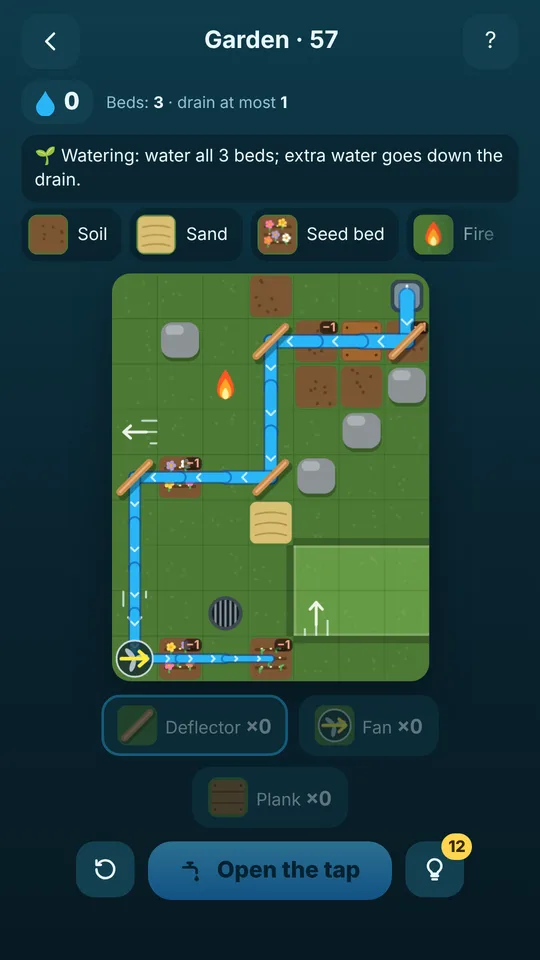 Garden · 57
?
0
Beds: 3 · drain at most 1
🌱 Watering: water all 3 beds; extra water goes down the
drain.
Soil
Sand
Seed bed
Fire
−1
−1
−1
−1
Deflector ×0
Fan ×0
Plank ×0
12
Open the tap